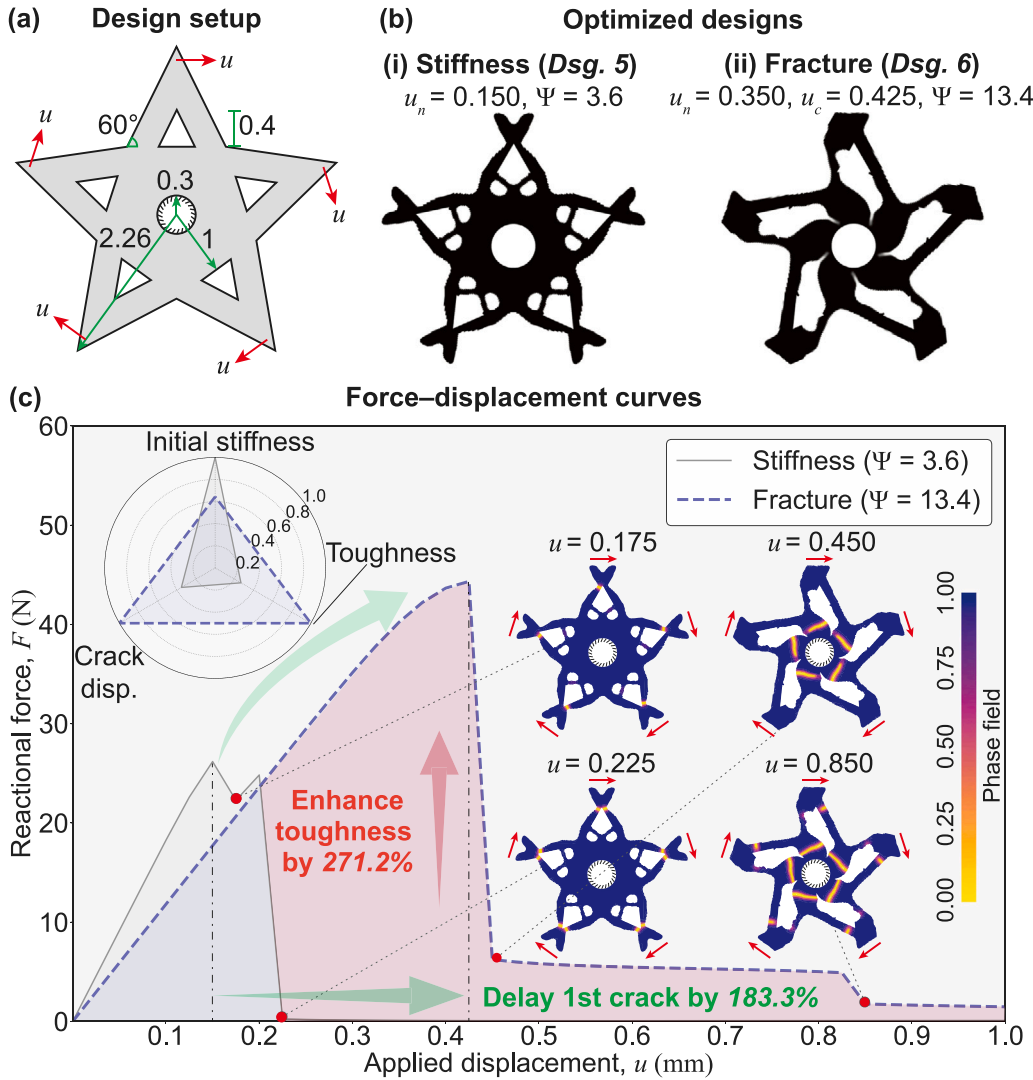 (a)
Design setup
u
u
u
u
u
60°
0.4
0.3
2.26
1
(b)
Optimized designs
(i) Stiffness (Dsg. 5)
uₙ = 0.150, Ψ = 3.6
(ii) Fracture (Dsg. 6)
uₙ = 0.350, u꜀ = 0.425, Ψ = 13.4
(c)
Force–displacement curves
Reactional force, F (N)
60
50
40
30
20
10
0
0.1
0.2
0.3
0.4
0.5
0.6
0.7
0.8
0.9
1.0
Applied displacement, u (mm)
Initial stiffness
1.0
0.8
0.6
0.4
0.2
Toughness
Crack
disp.
Stiffness (Ψ = 3.6)
Fracture (Ψ = 13.4)
u = 0.175
u = 0.450
u = 0.225
u = 0.850
Enhance
toughness
by 271.2%
Delay 1st crack by 183.3%
1.00
0.75
0.50
0.25
0.00
Phase field